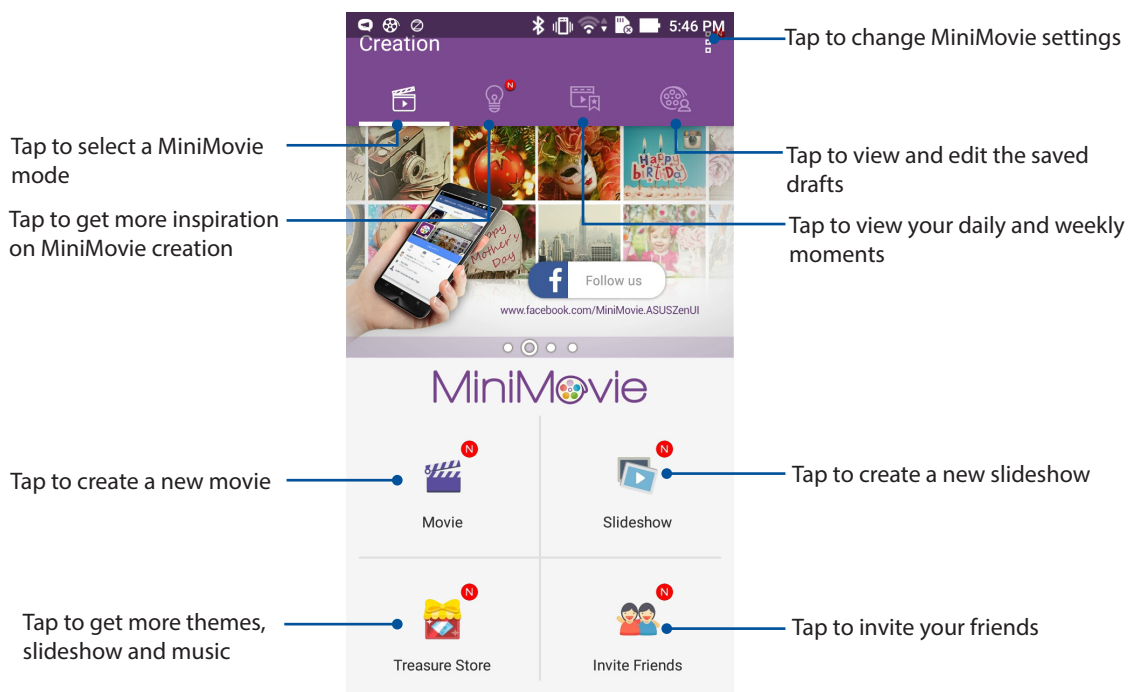 5:46 PM
Creation
N
Tap to change MiniMovie settings
Tap to select a MiniMovie
mode
Tap to get more inspiration
on MiniMovie creation
Tap to view and edit the saved
drafts
Tap to view your daily and weekly
moments
Happy
BiRTHDAY
Happy
Mother's
Day
f Follow us
www.facebook.com/MiniMovie.ASUSZenUI
MiniMovie
N
N
Tap to create a new movie
Tap to create a new slideshow
Movie
Slideshow
N
N
Tap to get more themes,
slideshow and music
Tap to invite your friends
Treasure Store
Invite Friends